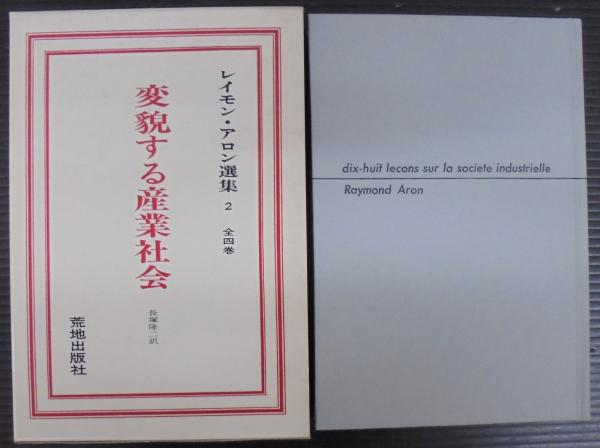 レイモン・アロン選集 2 全四巻
変貌する産業社会
長塚隆二訳
荒地出版社
dix-huit lecons sur la societe industrielle
Raymond Aron